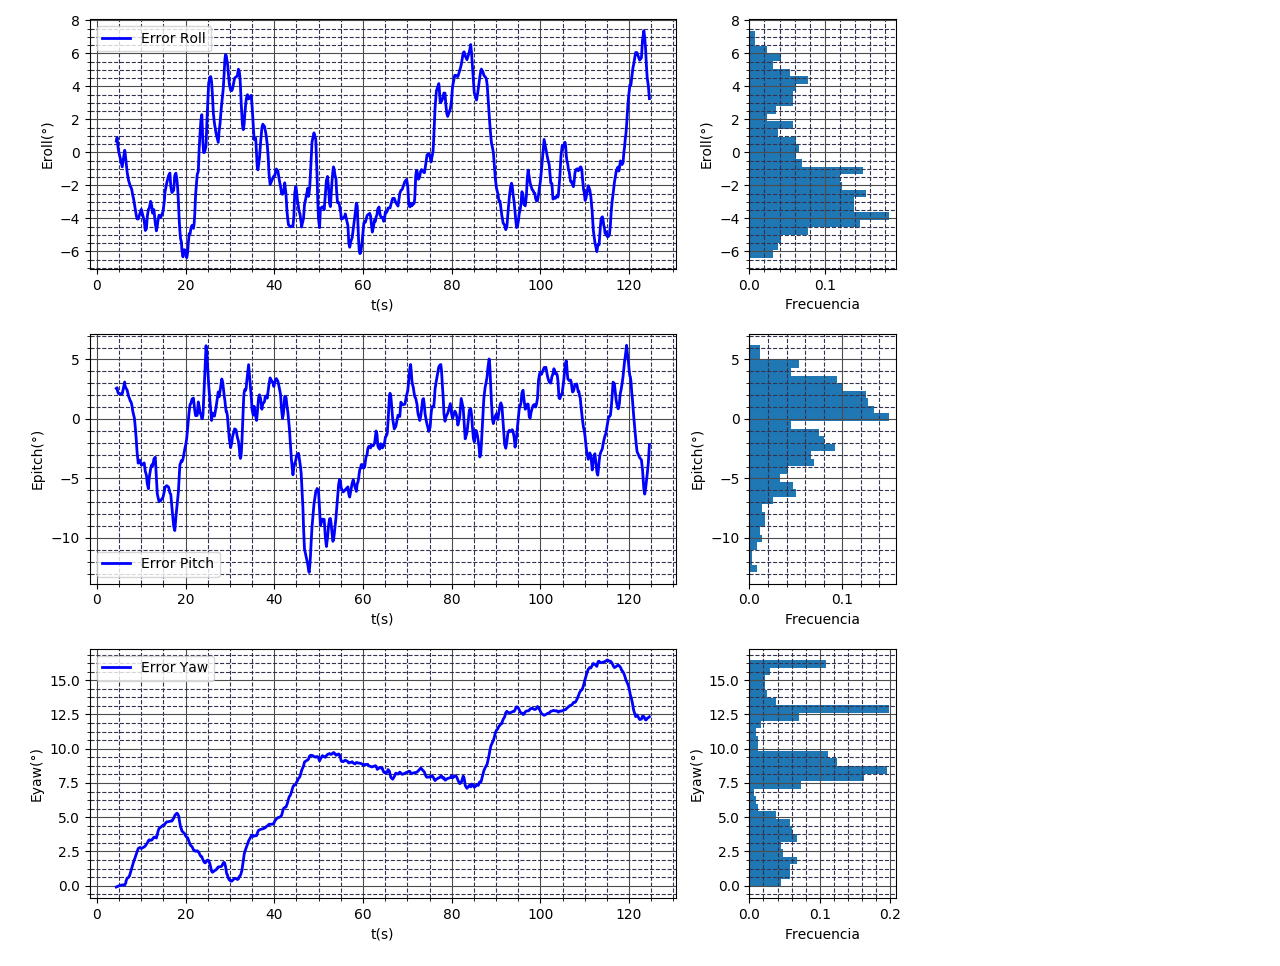 Error Roll
Eroll(°)
8
6
4
2
0
−2
−4
−6
0 20 40 60 80 100 120
t(s)
Eroll(°)
8
6
4
2
0
−2
−4
−6
0.0 0.1
Frecuencia
Epitch(°)
5
0
−5
−10
Error Pitch
0 20 40 60 80 100 120
t(s)
Epitch(°)
5
0
−5
−10
0.0 0.1
Frecuencia
Error Yaw
Eyaw(°)
15.0
12.5
10.0
7.5
5.0
2.5
0.0
0 20 40 60 80 100 120
t(s)
Eyaw(°)
15.0
12.5
10.0
7.5
5.0
2.5
0.0
0.0 0.1 0.2
Frecuencia